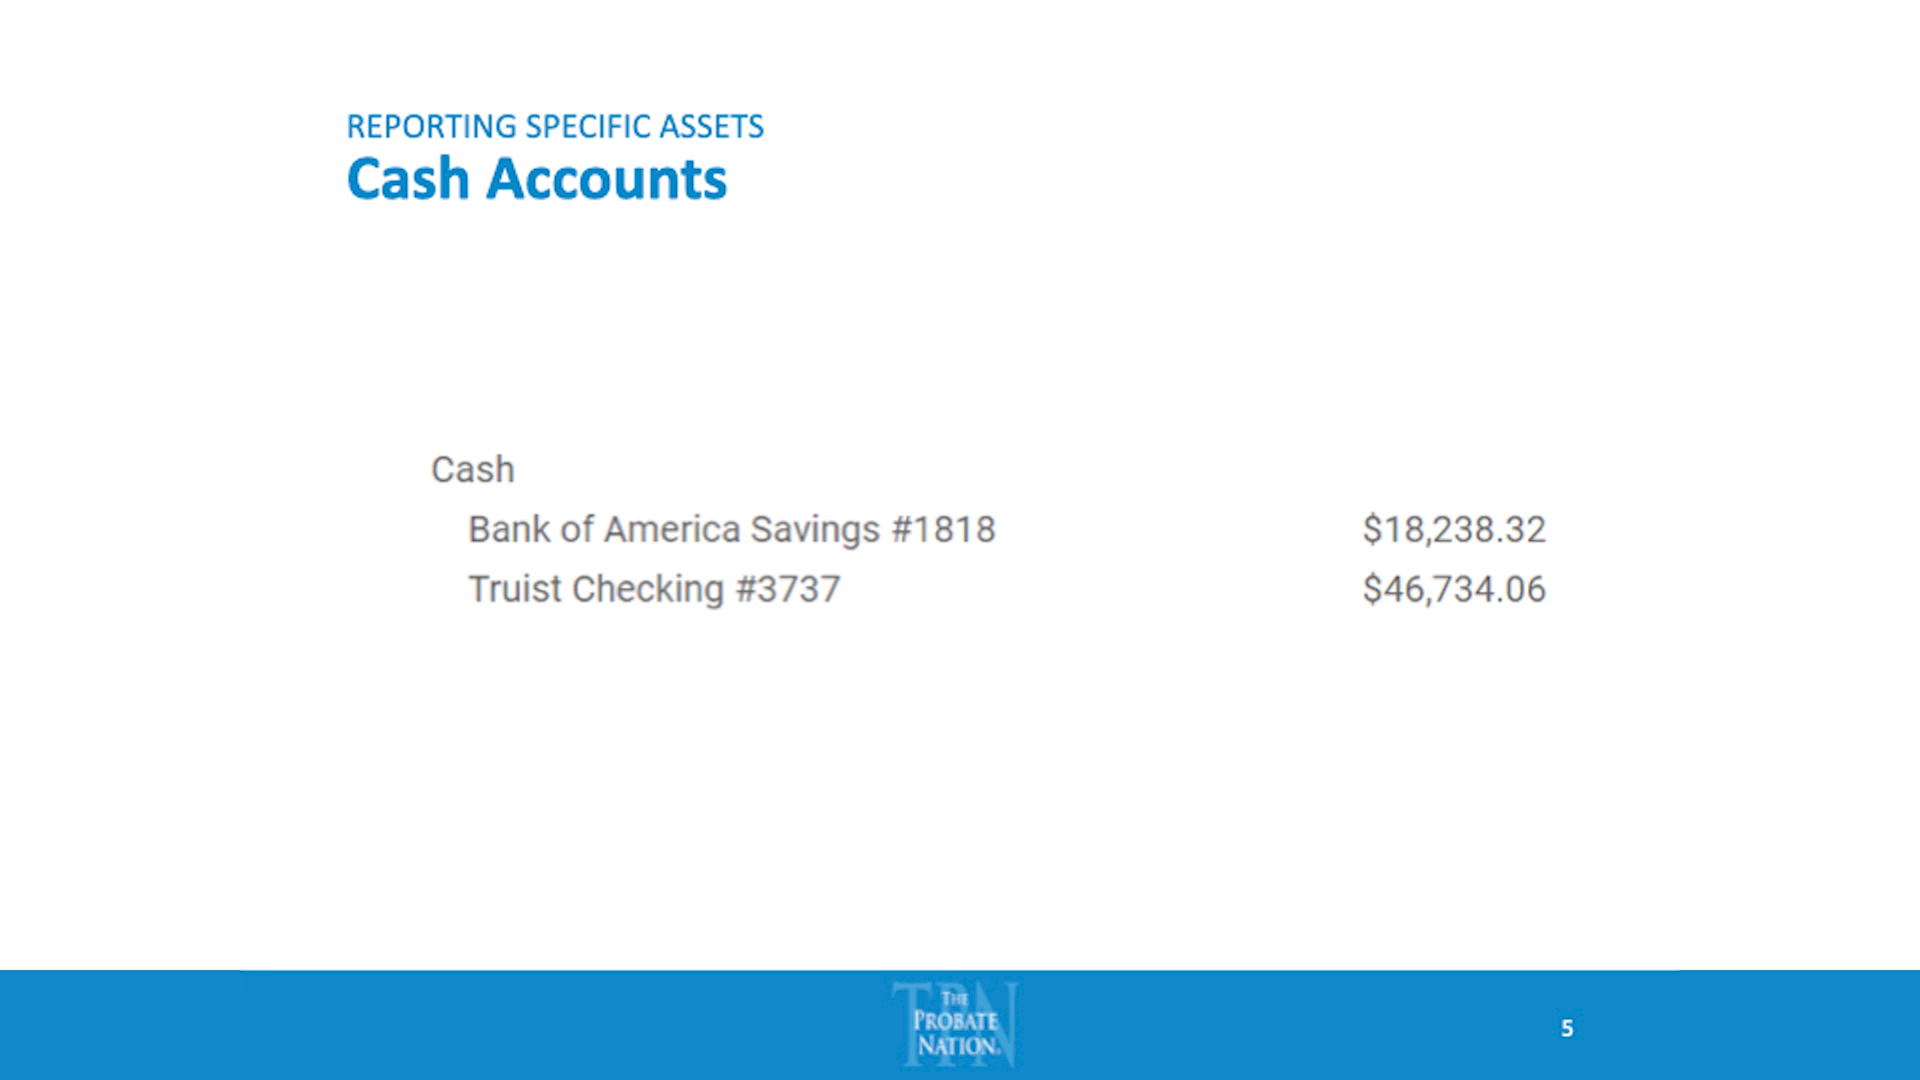 REPORTING SPECIFIC ASSETS
Cash Accounts
Cash
Bank of America Savings #1818 $18,238.32
Truist Checking #3737 $46,734.06
TPN
THE
PROBATE
NATION®
5